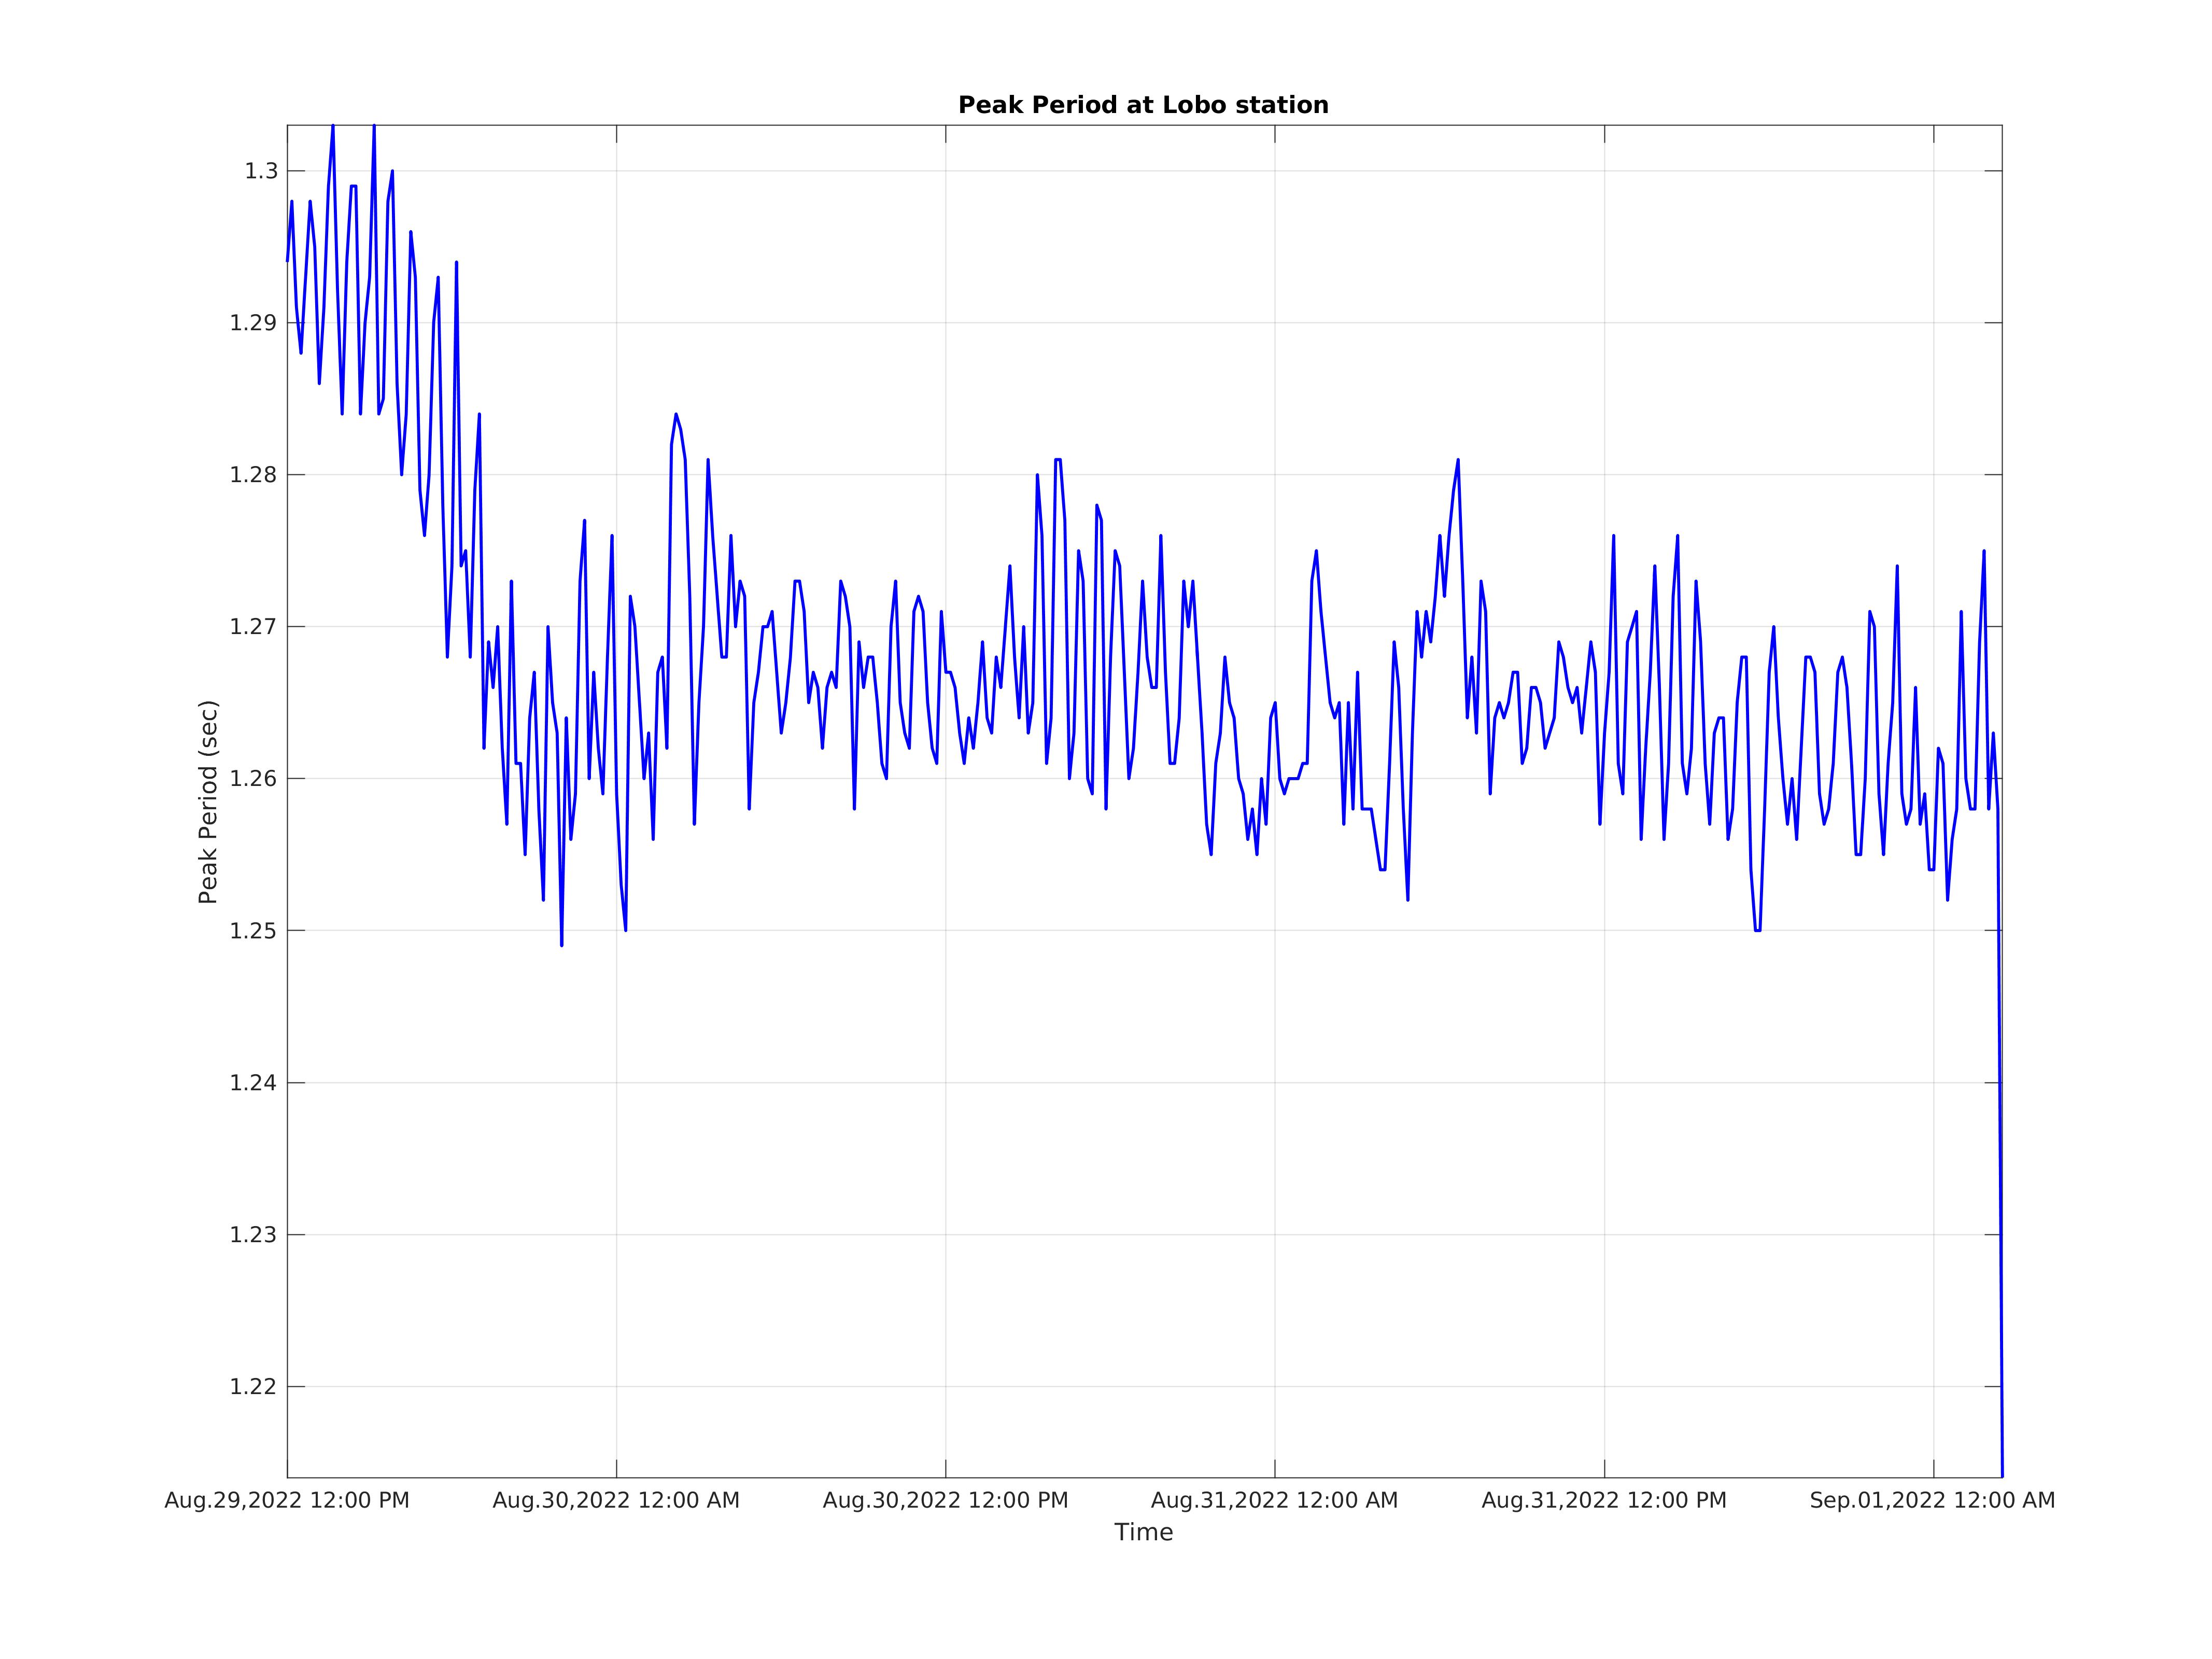 Peak Period at Lobo station
1.3
1.29
1.28
1.27
1.26
1.25
1.24
1.23
1.22
Peak Period (sec)
Aug.29,2022 12:00 PM Aug.30,2022 12:00 AM Aug.30,2022 12:00 PM Aug.31,2022 12:00 AM Aug.31,2022 12:00 PM Sep.01,2022 12:00 AM
Time